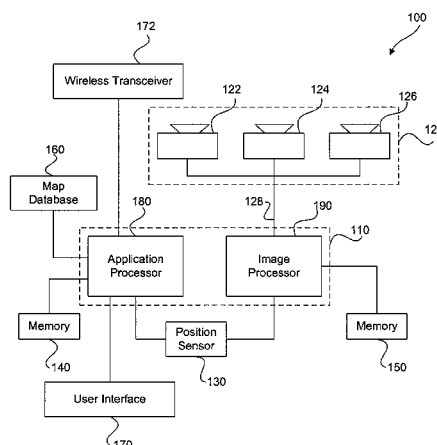 100
172
Wireless Transceiver
122
124
126
12
160
Map
Database
128
180
190
110
Application
Processor
Image
Processor
Memory
140
Position
Sensor
130
Memory
150
User Interface
170